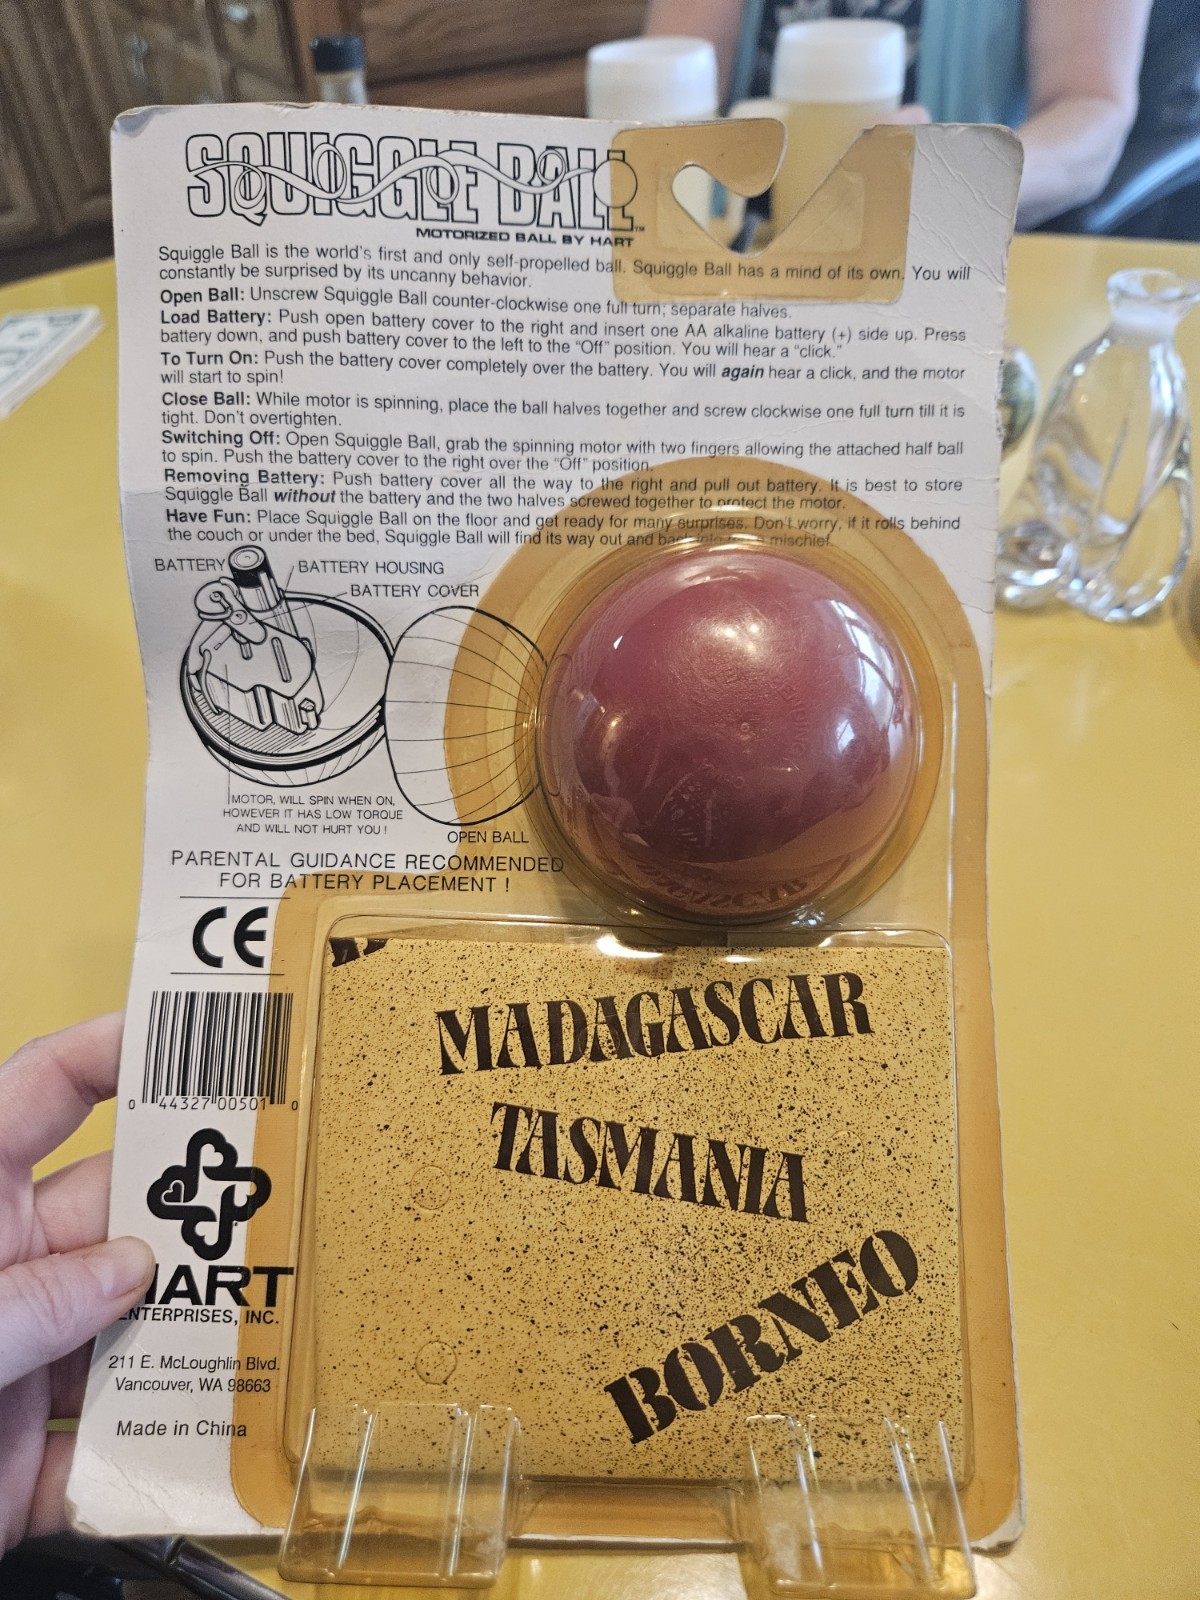 SQUIGGLE BALL™
MOTORIZED BALL BY HART
Squiggle Ball is the world's first and only self-propelled ball. Squiggle Ball has a mind of its own. You will
constantly be surprised by its uncanny behavior.
Open Ball: Unscrew Squiggle Ball counter-clockwise one full turn; separate halves.
Load Battery: Push open battery cover to the right and insert one AA alkaline battery (+) side up. Press
battery down, and push battery cover to the left to the "Off" position. You will hear a "click."
To Turn On: Push the battery cover completely over the battery. You will again hear a click, and the motor
will start to spin!
Close Ball: While motor is spinning, place the ball halves together and screw clockwise one full turn till it is
tight. Don't overtighten.
Switching Off: Open Squiggle Ball, grab the spinning motor with two fingers allowing the attached half ball
to spin. Push the battery cover to the right over the "Off" position.
Removing Battery: Push battery cover all the way to the right and pull out battery. It is best to store
Squiggle Ball without the battery and the two halves screwed together to protect the motor.
Have Fun: Place Squiggle Ball on the floor and get ready for many surprises. Don't worry, if it rolls behind
the couch or under the bed, Squiggle Ball will find its way out and back into mischief.
BATTERY
BATTERY HOUSING
BATTERY COVER
MOTOR, WILL SPIN WHEN ON,
HOWEVER IT HAS LOW TORQUE
AND WILL NOT HURT YOU!
OPEN BALL
PARENTAL GUIDANCE RECOMMENDED
FOR BATTERY PLACEMENT!
CE
0 44327 00501 0
HART
ENTERPRISES, INC.
211 E. McLoughlin Blvd.
Vancouver, WA 98663
Made in China
MADAGASCAR
TASMANIA
BORNEO